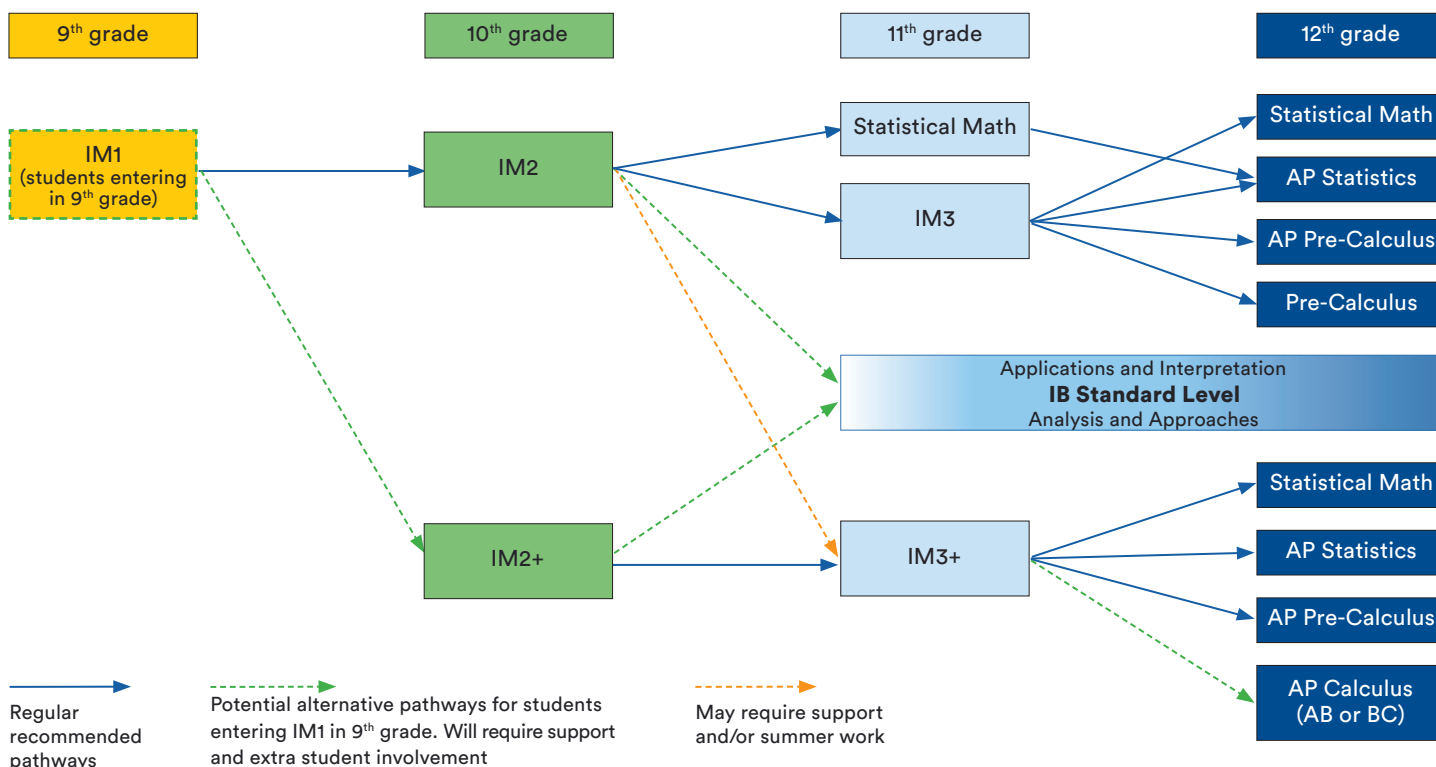 9th grade
10th grade
11th grade
12th grade
IM1
(students entering
in 9th grade)
IM2
Statistical Math
IM3
Statistical Math
AP Statistics
AP Pre-Calculus
Pre-Calculus
Applications and Interpretation
IB Standard Level
Analysis and Approaches
IM2+
IM3+
Statistical Math
AP Statistics
AP Pre-Calculus
AP Calculus
(AB or BC)
Regular
recommended
pathways
Potential alternative pathways for students
entering IM1 in 9th grade. Will require support
and extra student involvement
May require support
and/or summer work